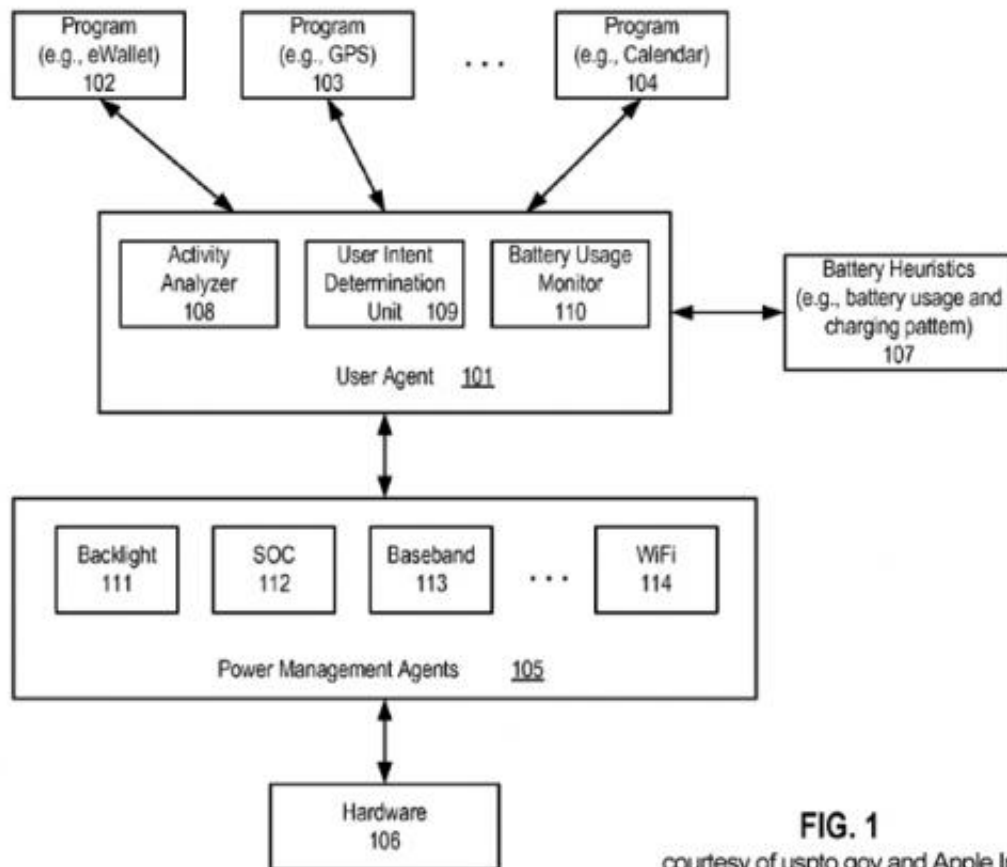 Program
(e.g., eWallet)
102
Program
(e.g., GPS)
103
...
Program
(e.g., Calendar)
104
Activity
Analyzer
108
User Intent
Determination
Unit 109
Battery Usage
Monitor
110
User Agent 101
Battery Heuristics
(e.g., battery usage and
charging pattern)
107
Backlight
111
SOC
112
Baseband
113
...
WiFi
114
Power Management Agents 105
Hardware
106
FIG. 1
courtesy of uspto.gov and Apple